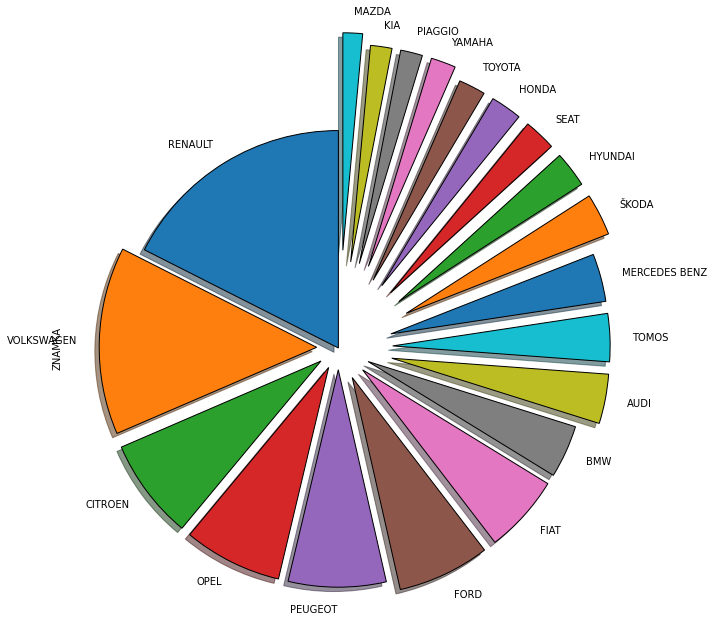 MAZDA
KIA
PIAGGIO
YAMAHA
TOYOTA
HONDA
SEAT
HYUNDAI
ŠKODA
MERCEDES BENZ
TOMOS
AUDI
BMW
FIAT
FORD
PEUGEOT
OPEL
CITROEN
VOLKSWAGEN
ZNAMKA
RENAULT